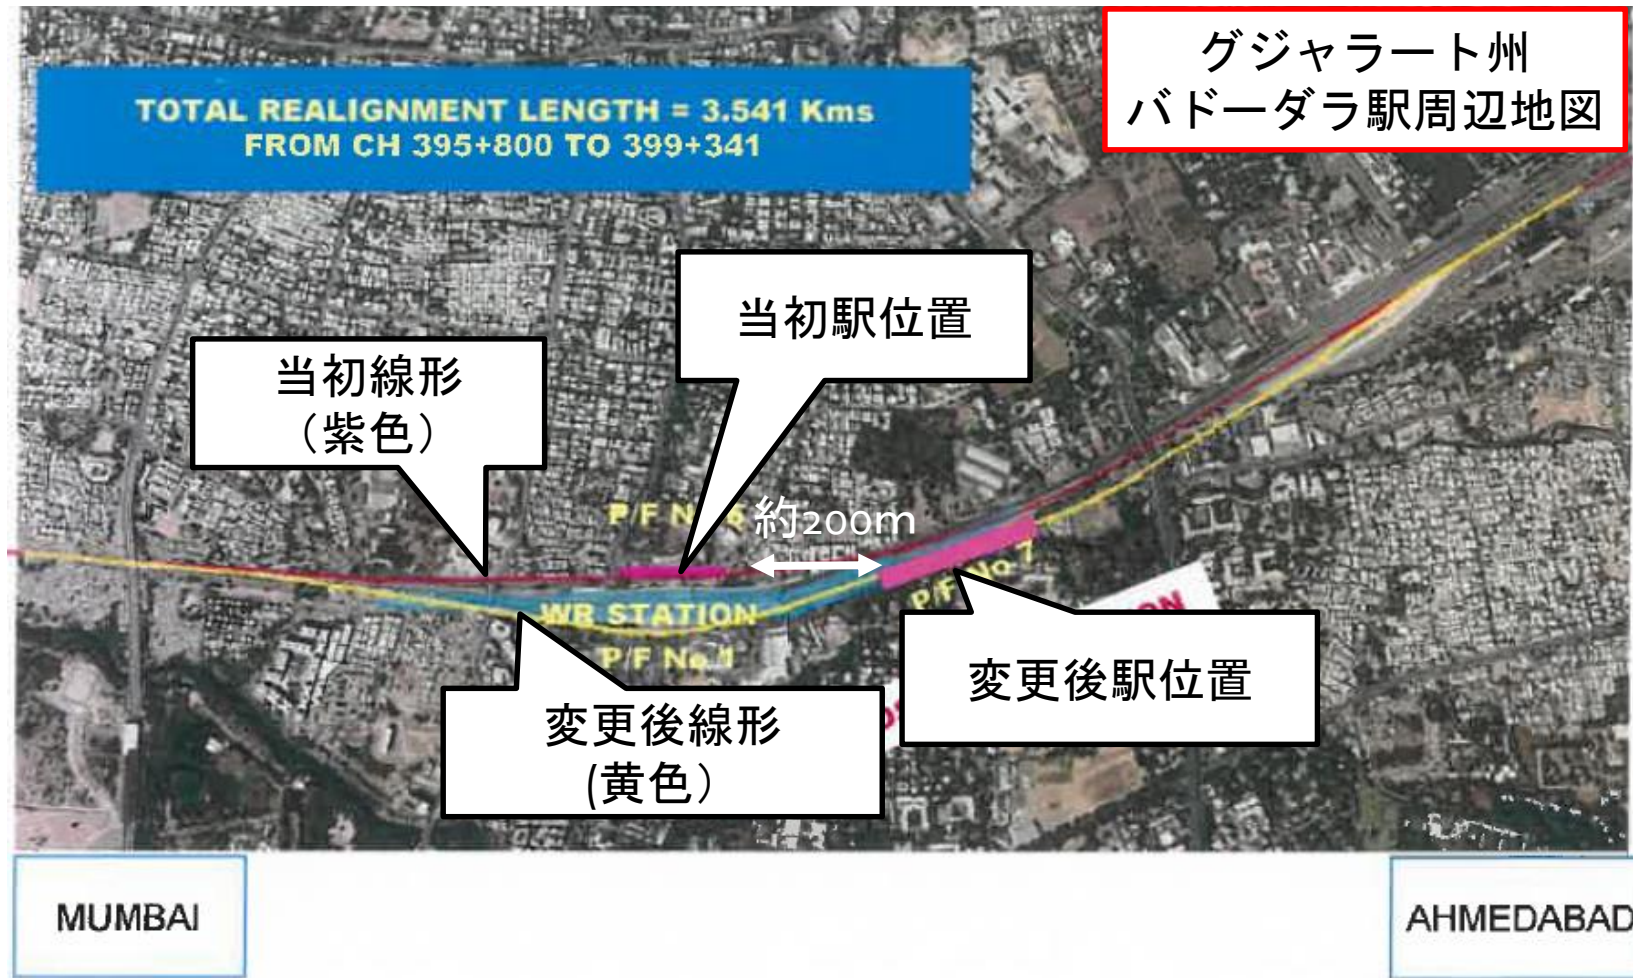 TOTAL REALIGNMENT LENGTH = 3.541 Kms
FROM CH 395+800 TO 399+341
グジャラート州
バドーダラ駅周辺地図
当初駅位置
当初線形
（紫色）
P/F
約200m
WR STATION
P/F No 7
P/F No 1
変更後駅位置
変更後線形
(黄色）
MUMBAI
AHMEDABAD